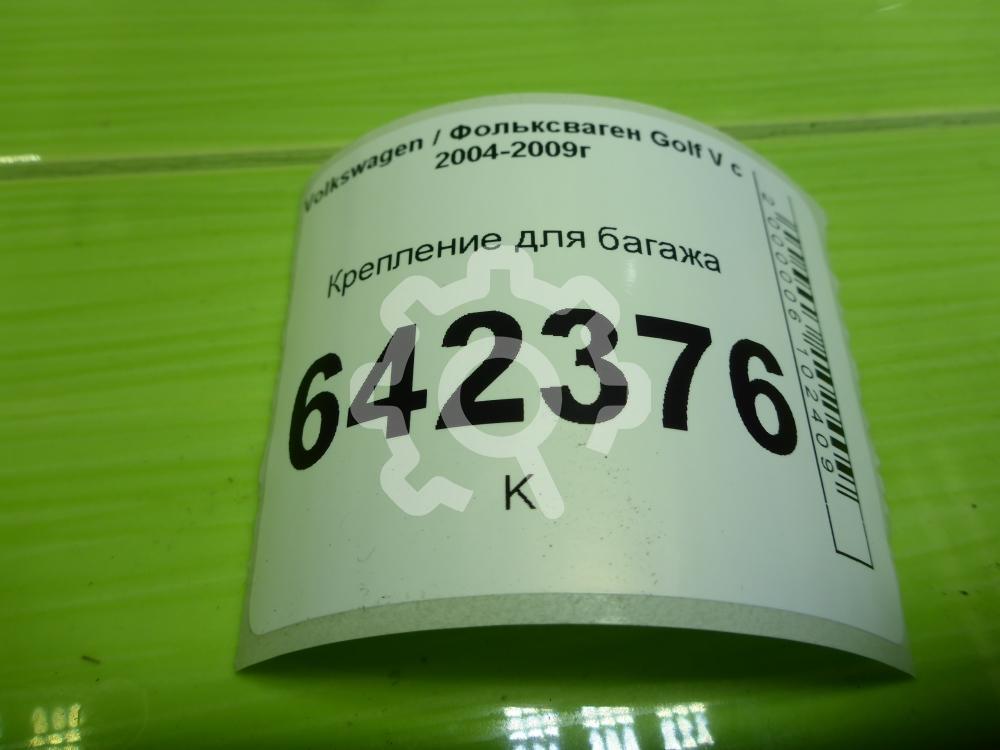 Volkswagen / Фольксваген Golf V с
2004-2009г
Крепление для багажа
642376
К
2000006102409